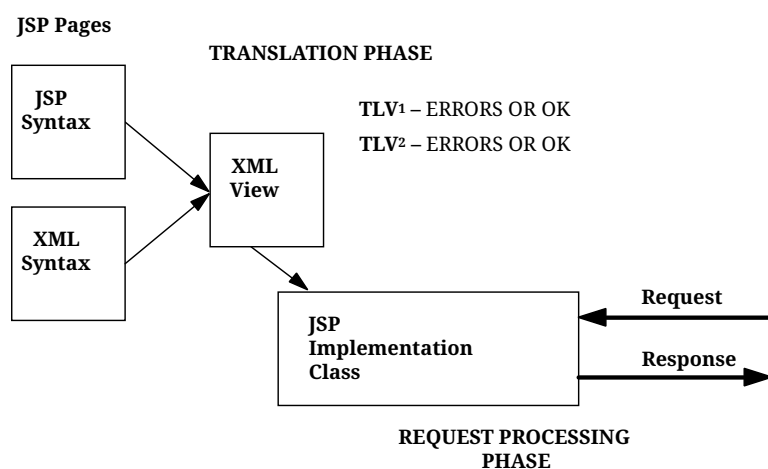 JSP Pages
TRANSLATION PHASE
JSP
Syntax
TLV1 – ERRORS OR OK
TLV2 – ERRORS OR OK
XML
View
XML
Syntax
Request
JSP
Implementation
Class
Response
REQUEST PROCESSING
PHASE